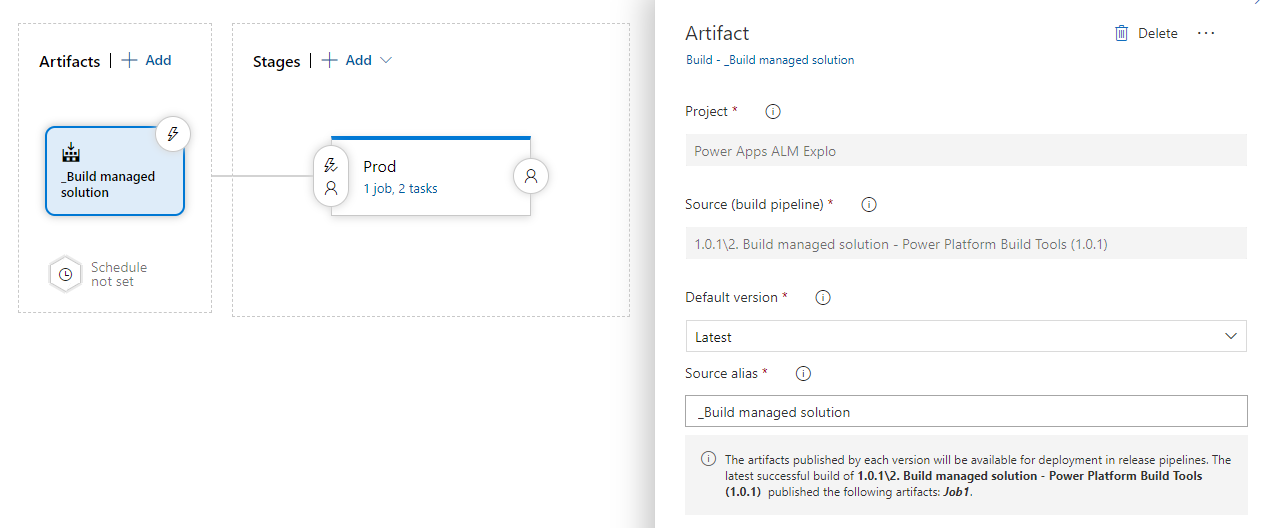 Artifacts | + Add
_Build managed
solution
Schedule
not set
Stages | + Add
Prod
1 job, 2 tasks
Artifact
Delete ...
Build - _Build managed solution
Project *
Power Apps ALM Explo
Source (build pipeline) *
1.0.1\2. Build managed solution - Power Platform Build Tools (1.0.1)
Default version *
Latest
Source alias *
_Build managed solution
The artifacts published by each version will be available for deployment in release pipelines. The
latest successful build of 1.0.1\2. Build managed solution - Power Platform Build Tools
(1.0.1) published the following artifacts: Job1.